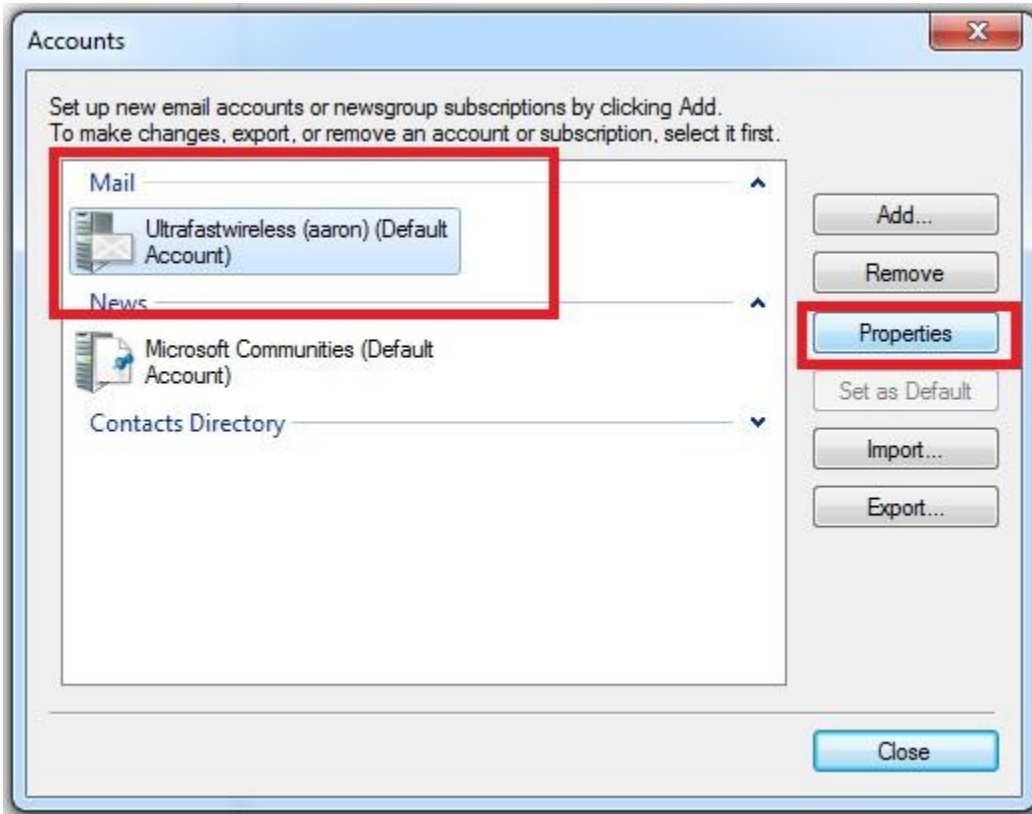 Accounts
Set up new email accounts or newsgroup subscriptions by clicking Add.
To make changes, export, or remove an account or subscription, select it first.
Mail
Ultrafastwireless (aaron) (Default
Account)
News
Microsoft Communities (Default
Account)
Contacts Directory
Add...
Remove
Properties
Set as Default
Import...
Export...
Close